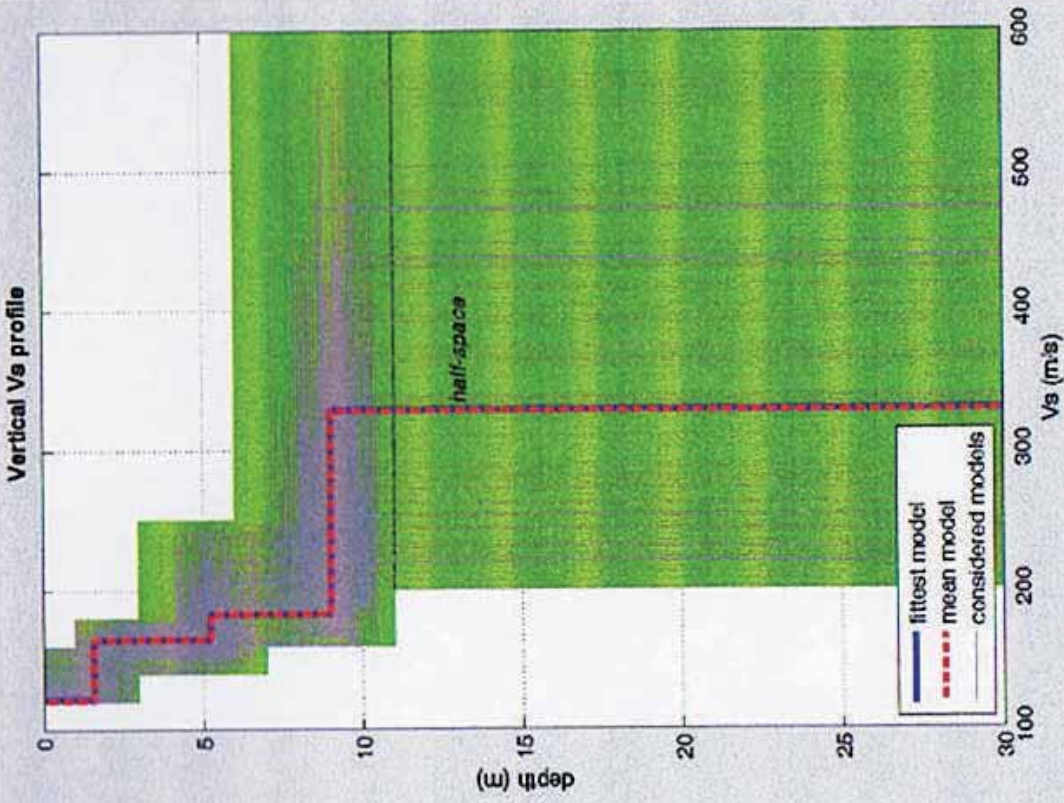 Vertical Vs profile
0
5
10
15
20
25
30
depth (m)
half-space
fittest model
mean model
considered models
100
200
300
400
500
600
Vs (m/s)